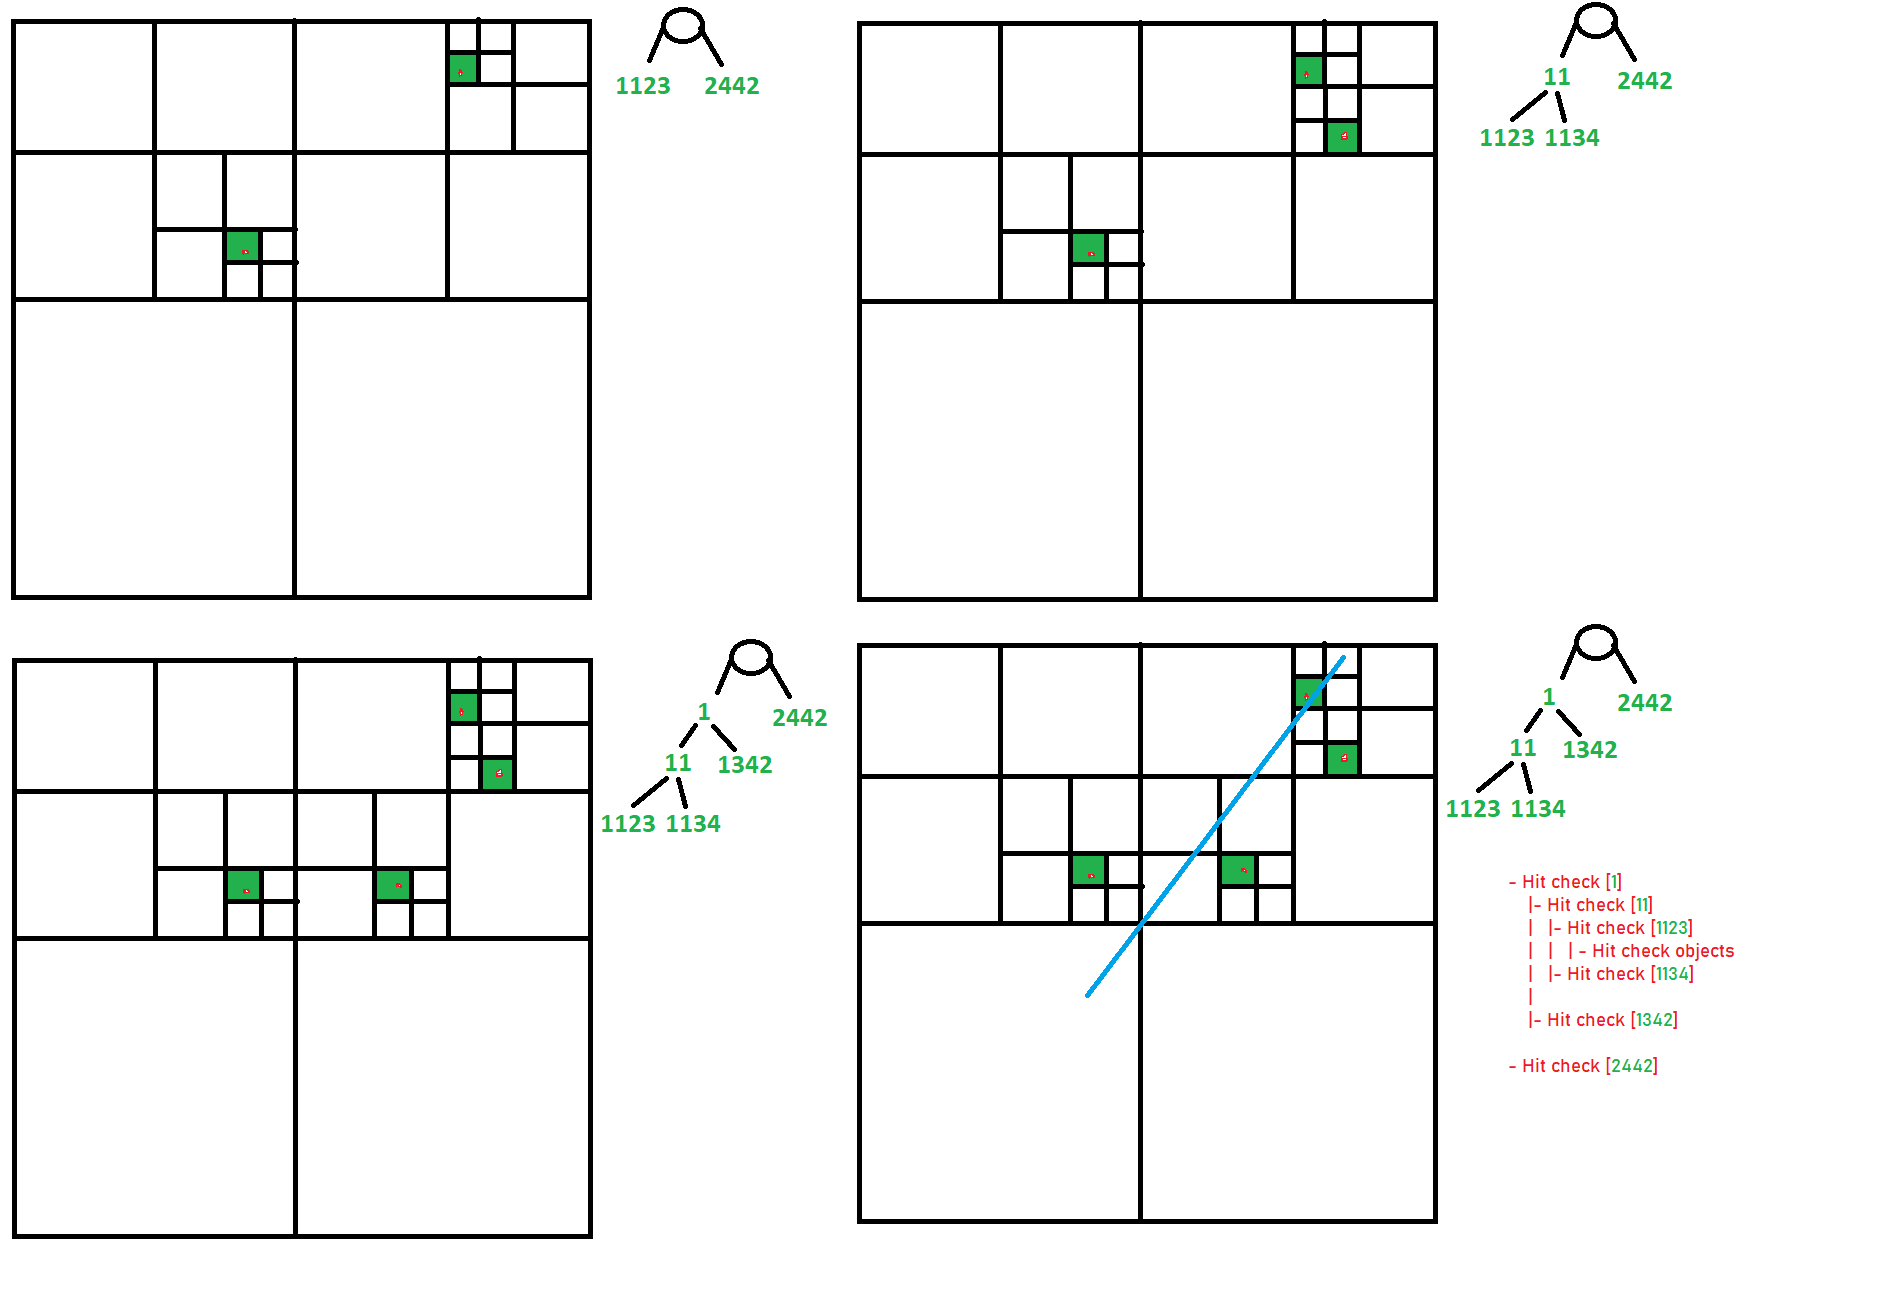 1123 2442
11 2442
1123 1134
1 2442
11 1342
1123 1134
1 2442
11 1342
1123 1134
- Hit check [1]
|- Hit check [11]
| |- Hit check [1123]
| | |- Hit check objects
| |- Hit check [1134]
|
|- Hit check [1342]
- Hit check [2442]